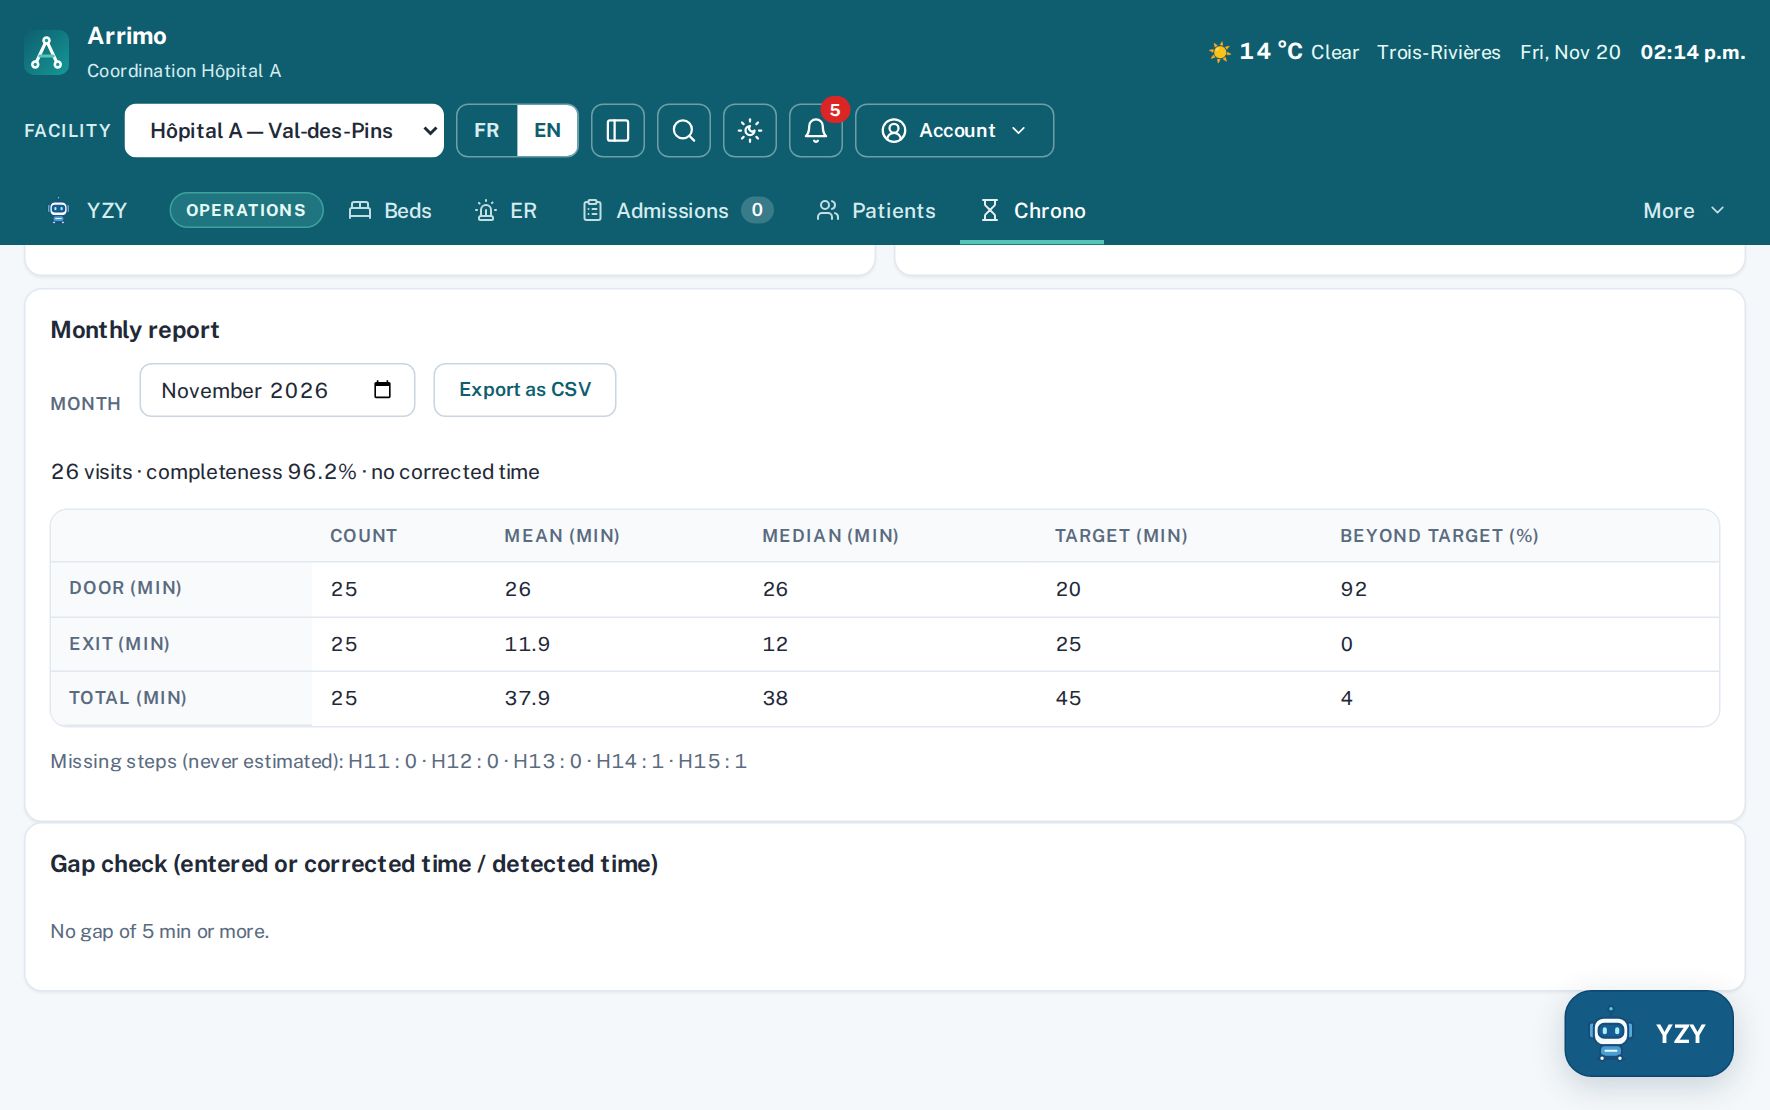 Arrimo
Coordination Hôpital A
☀️ 14 °C Clear Trois-Rivières Fri, Nov 20 02:14 p.m.
FACILITY Hôpital A — Val-des-Pins FR EN 5 Account
YZY OPERATIONS Beds ER Admissions 0 Patients Chrono More
Monthly report
MONTH November 2026 Export as CSV
26 visits · completeness 96.2% · no corrected time
COUNT MEAN (MIN) MEDIAN (MIN) TARGET (MIN) BEYOND TARGET (%)
DOOR (MIN) 25 26 26 20 92
EXIT (MIN) 25 11.9 12 25 0
TOTAL (MIN) 25 37.9 38 45 4
Missing steps (never estimated): H11 : 0 · H12 : 0 · H13 : 0 · H14 : 1 · H15 : 1
Gap check (entered or corrected time / detected time)
No gap of 5 min or more.
YZY